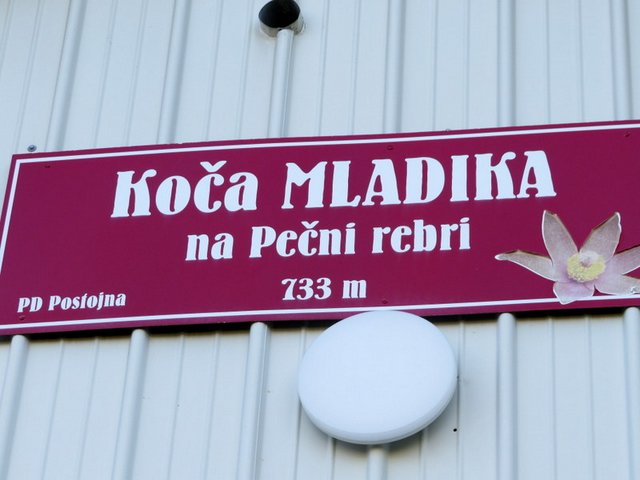 Koča MLADIKA
na Pečni rebri
733 m
PD Postojna